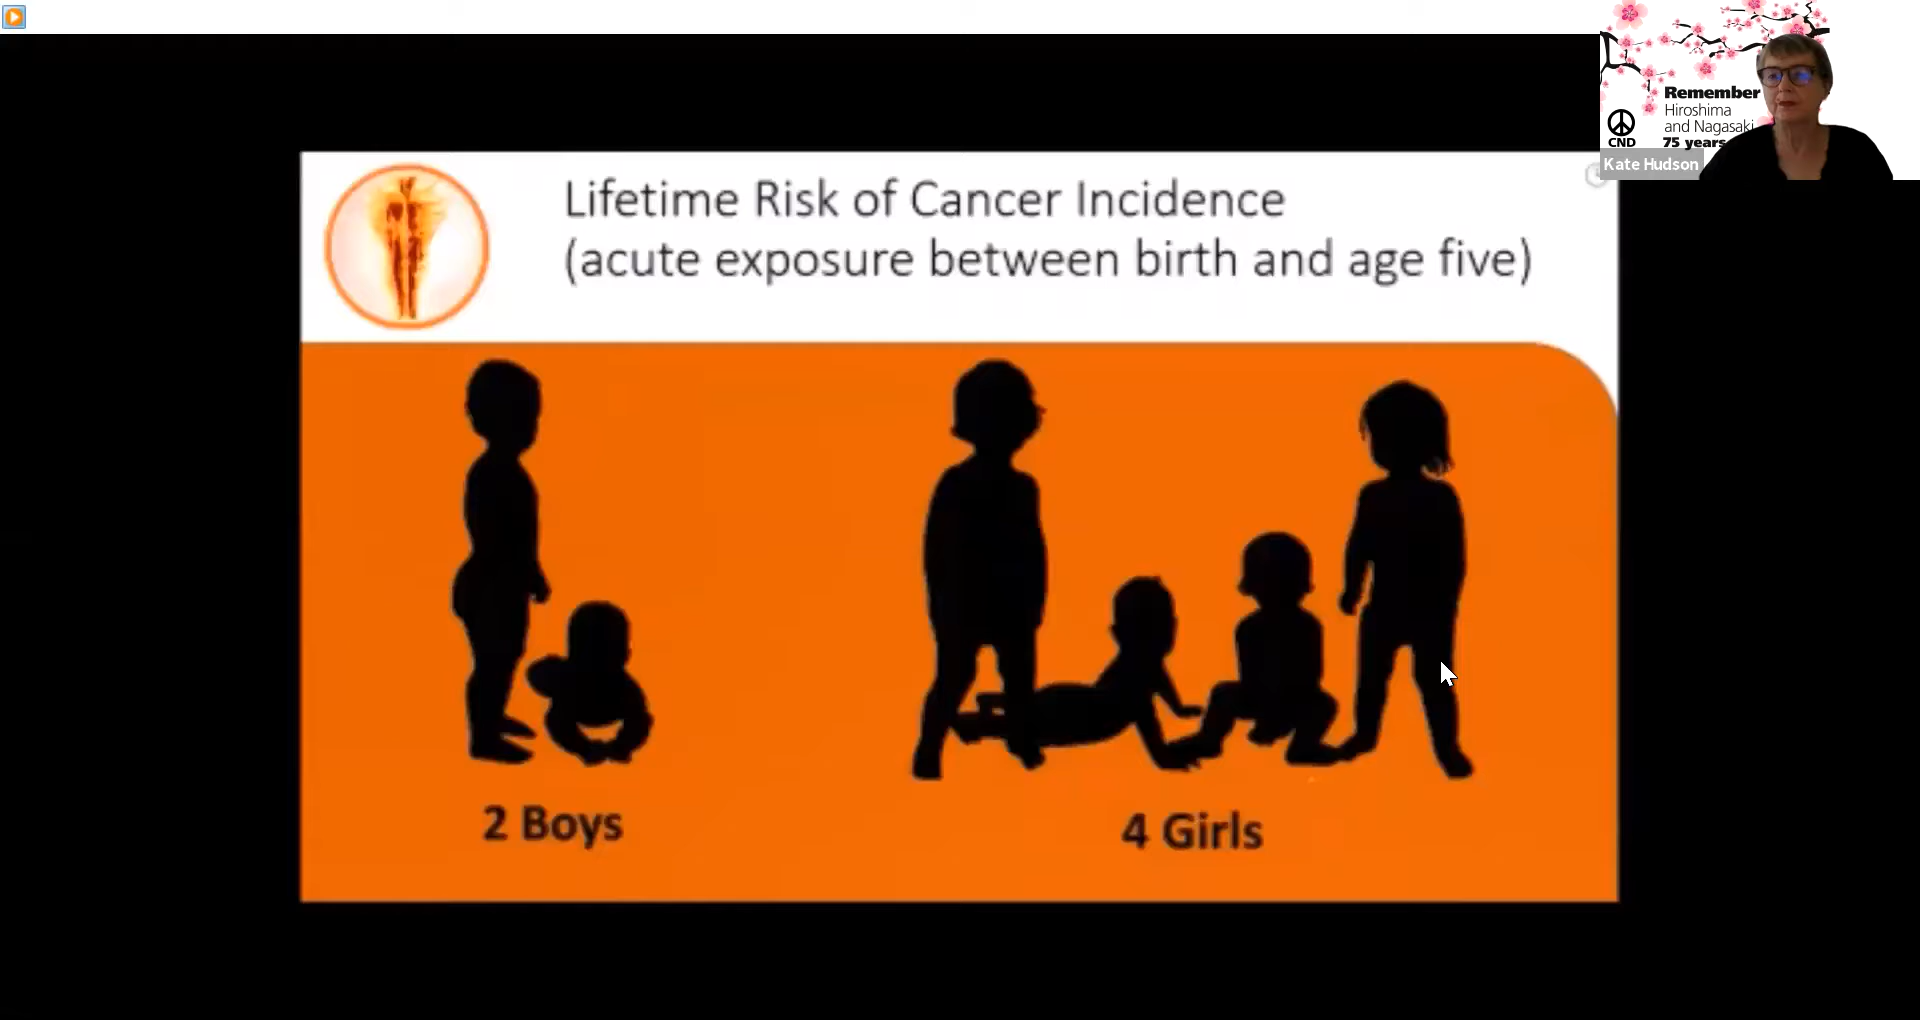 Lifetime Risk of Cancer Incidence
(acute exposure between birth and age five)
2 Boys
4 Girls
Remember
Hiroshima
and Nagasaki
75 years
CND
Kate Hudson